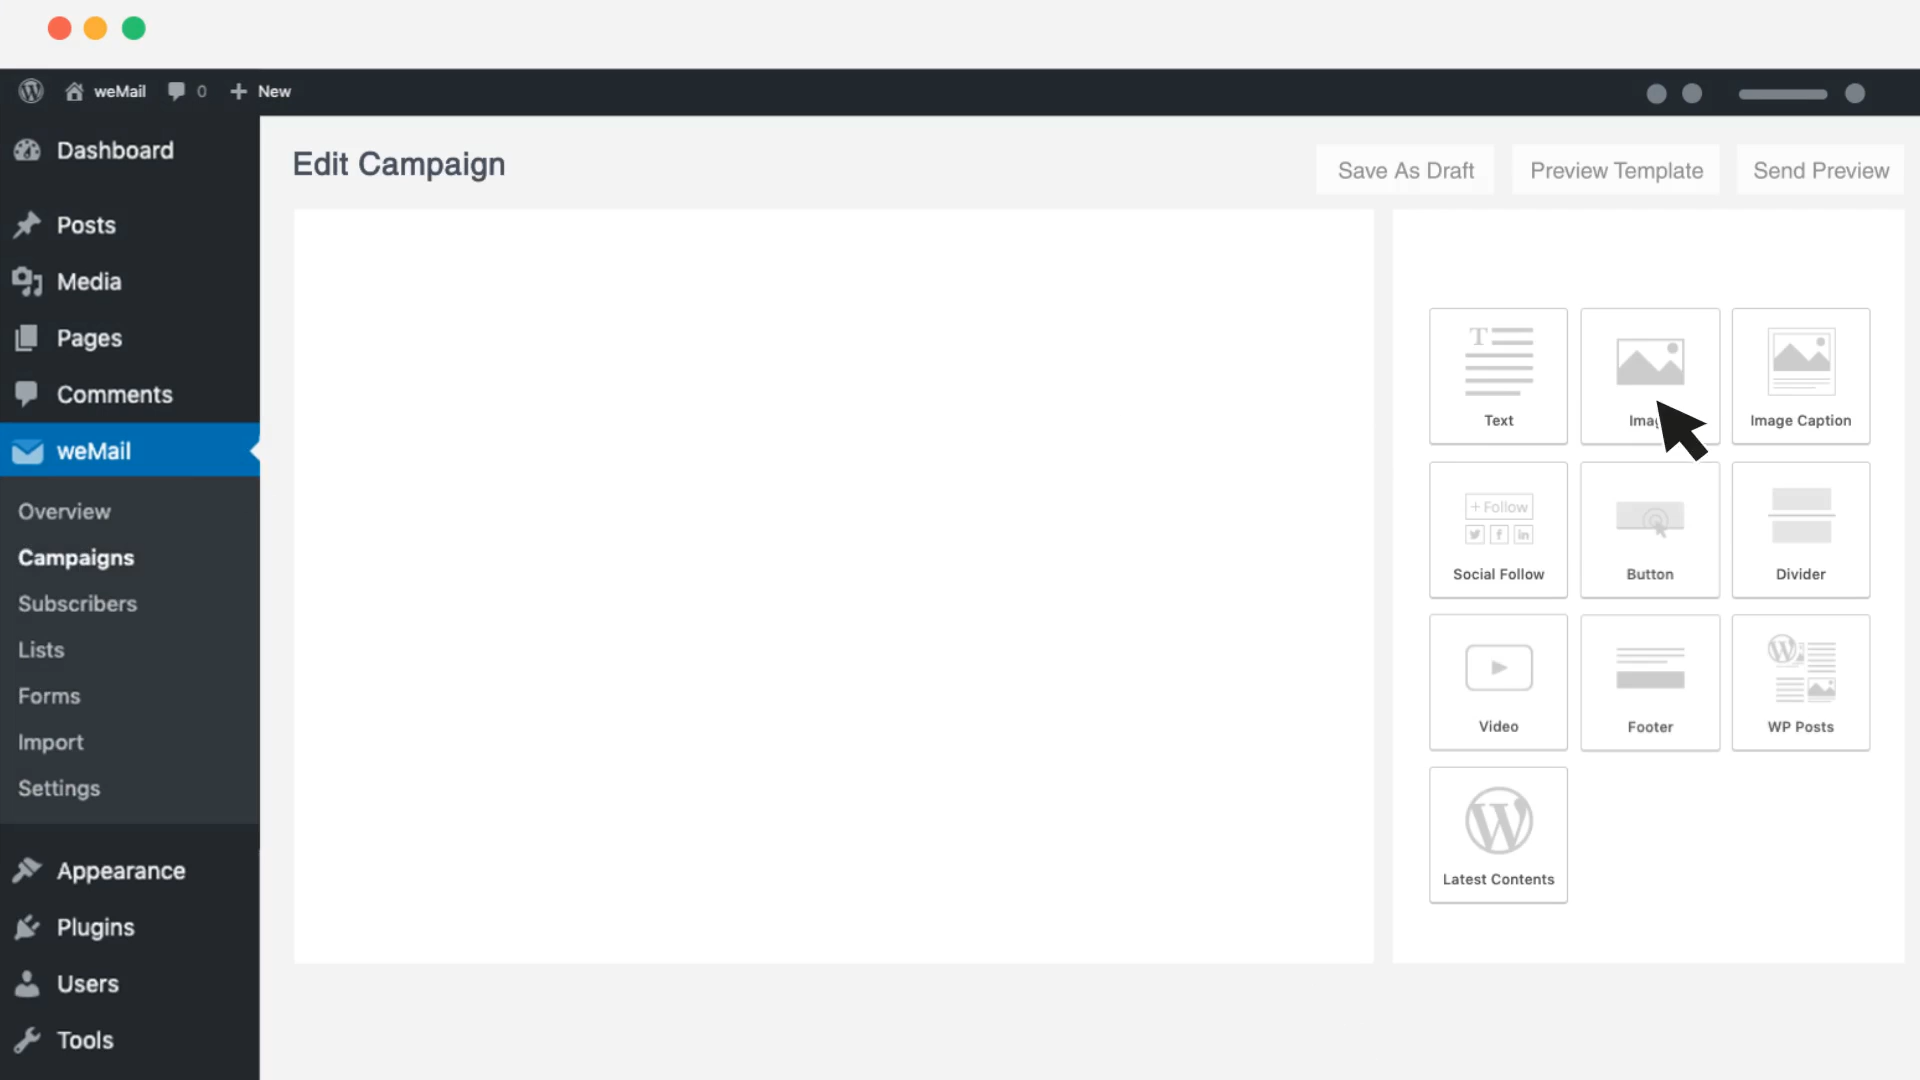 weMail 0 New
Dashboard
Posts
Media
Pages
Comments
weMail
Overview
Campaigns
Subscribers
Lists
Forms
Import
Settings
Appearance
Plugins
Users
Tools
Edit Campaign
Save As Draft
Preview Template
Send Preview
T
Text
Image Caption
+ Follow
Social Follow
Button
Divider
Video
Footer
WP Posts
Latest Contents